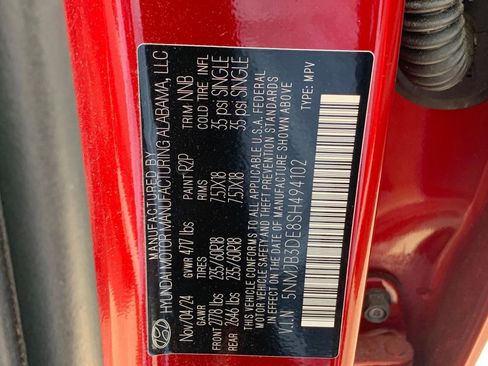 MANUFACTURED BY
HYUNDAI MOTOR MANUFACTURING ALABAMA, LLC
Nov/04/24 GVWR 4717 lbs PAINT: R2P TRIM NNB
GAWR TIRES RIMS COLD TIRE INFL
FRONT 2778 lbs 235/60R18 7.5JX18 35 psi SINGLE
REAR 2646 lbs 235/60R18 7.5JX18 35 psi SINGLE
THIS VEHICLE CONFORMS TO ALL APPLICABLE U.S.A. FEDERAL
MOTOR VEHICLE SAFETY, BUMPER, AND THEFT PREVENTION STANDARDS
IN EFFECT ON THE DATE OF MANUFACTURE SHOWN ABOVE
V.I.N. 5NMJB3DE8SH494102 TYPE: MPV